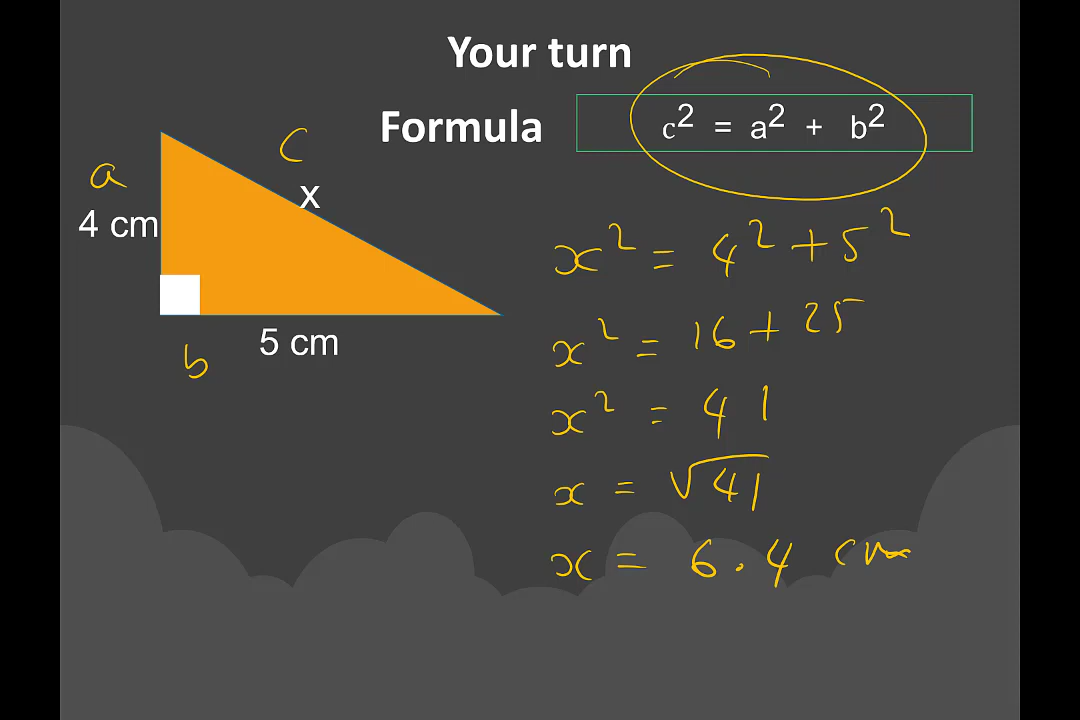 Your turn
Formula c² = a² + b²
c
a
x
4 cm
5 cm
b
x² = 4² + 5²
x² = 16 + 25
x² = 41
x = √41
x = 6.4 cm